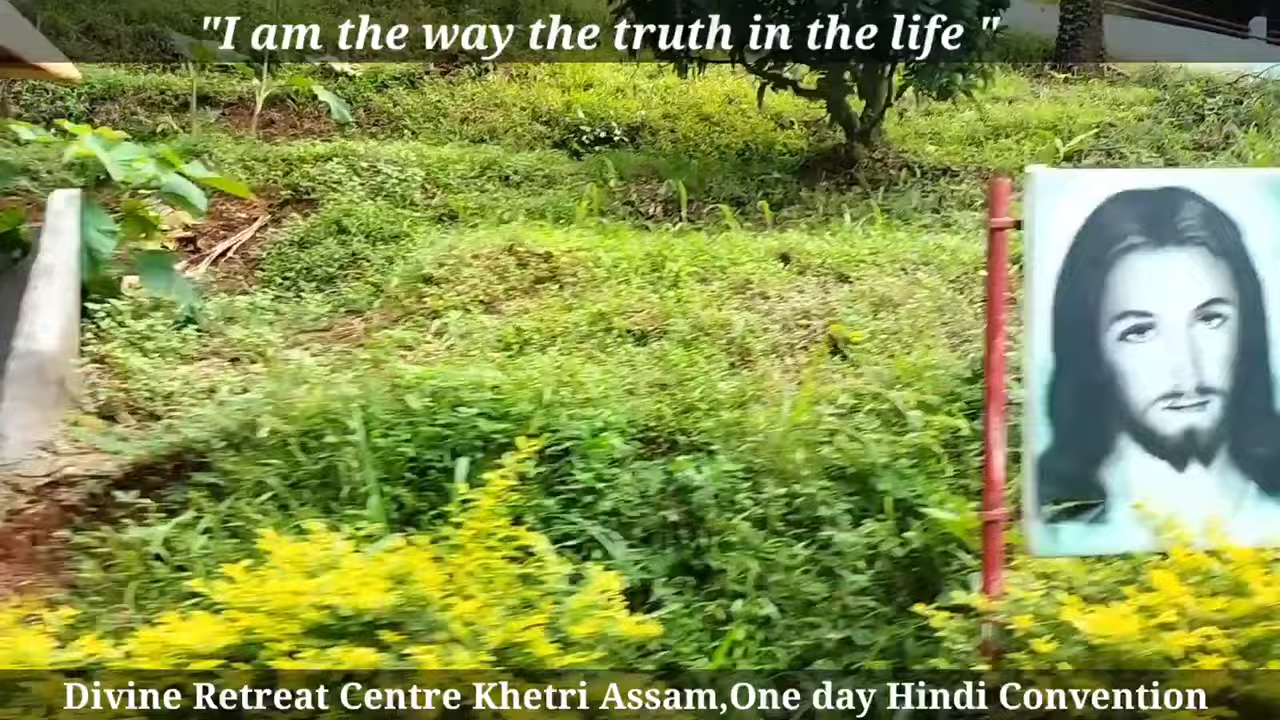 "I am the way the truth in the life "
Divine Retreat Centre Khetri Assam,One day Hindi Convention